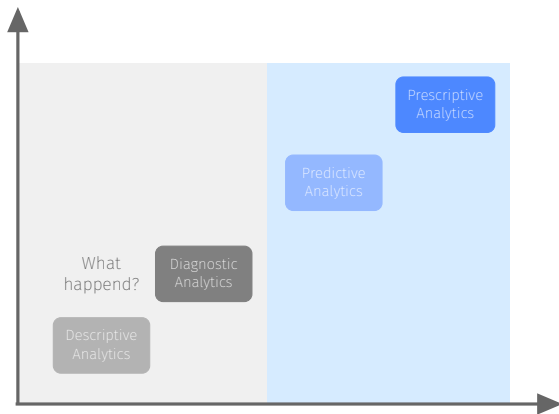 Prescriptive
Analytics
Predictive
Analytics
What
happend?
Diagnostic
Analytics
Descriptive
Analytics